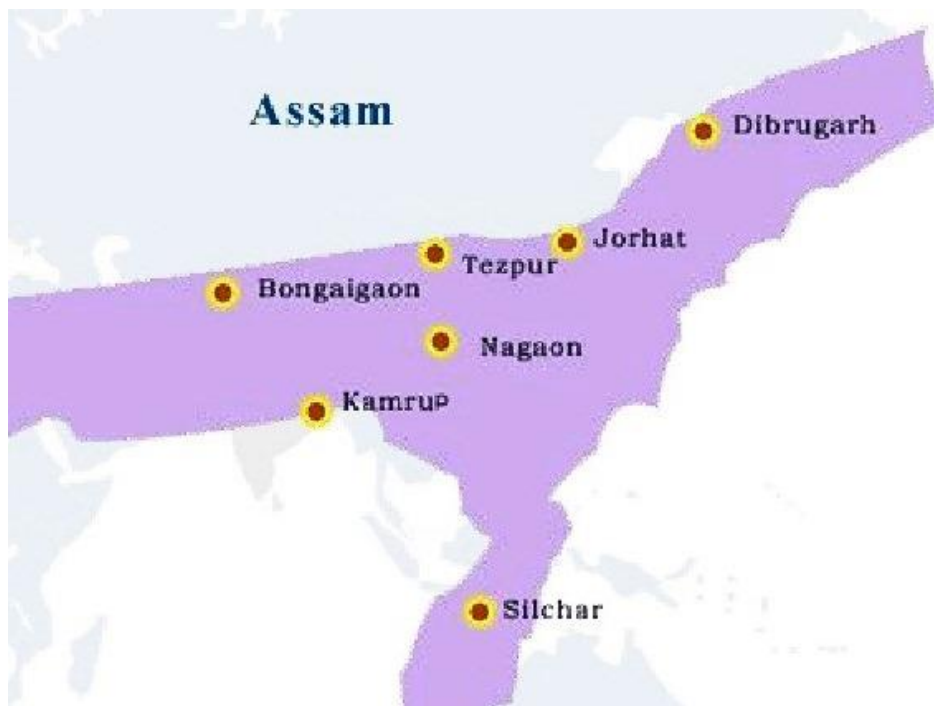 Assam
Dibrugarh
Jorhat
Tezpur
Bongaigaon
Nagaon
Kamrup
Silchar